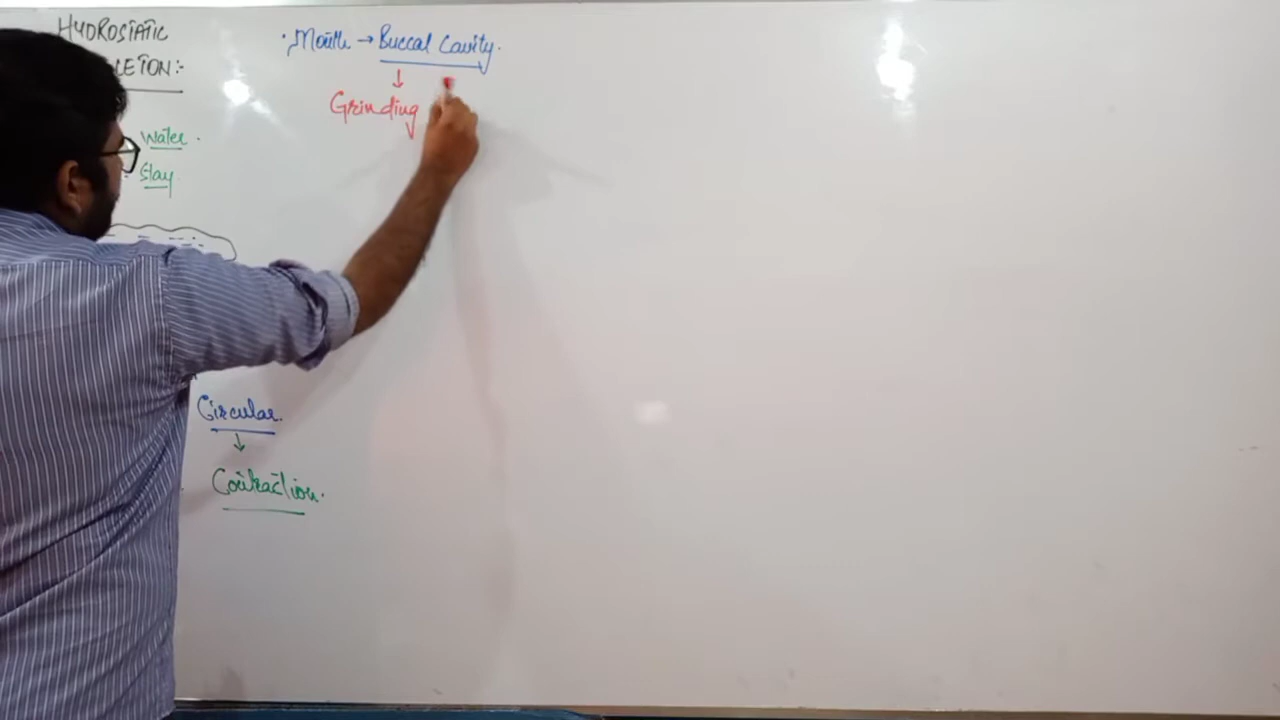 HYDROSTATIC
LETON:-
Water.
Stay.
Circular.
↓
Contraction.
· Mouth → Buccal Cavity.
↓
Grinding